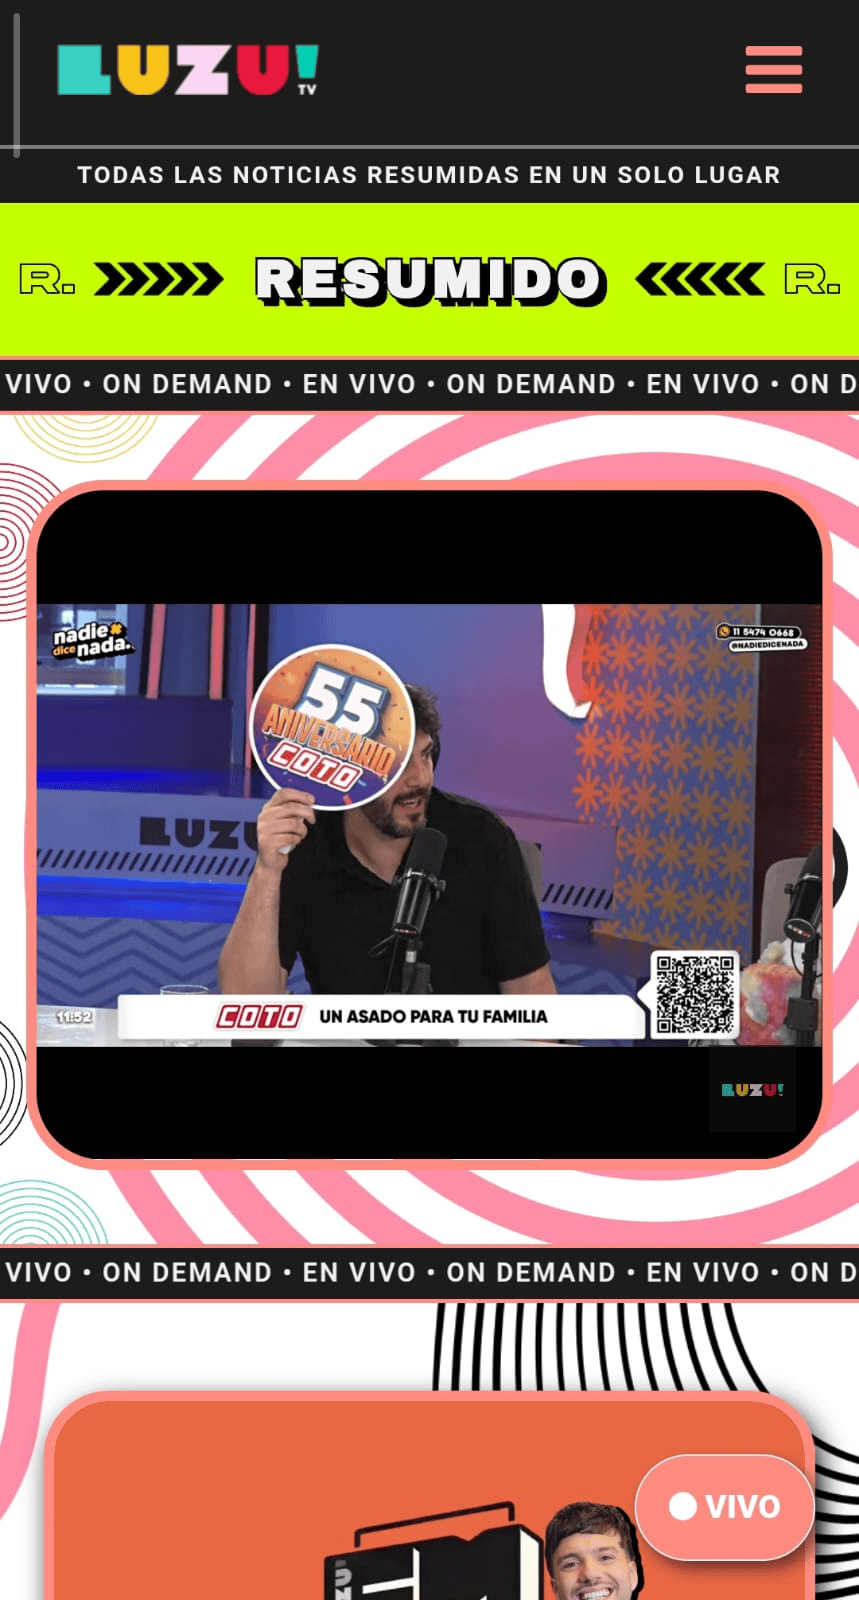 LUZU!
TV
TODAS LAS NOTICIAS RESUMIDAS EN UN SOLO LUGAR
R. RESUMIDO R.
VIVO • ON DEMAND • EN VIVO • ON DEMAND • EN VIVO • ON D
nadie
dice nada.
11 5474 0668
@NADIEDICENADA
55
ANIVERSARIO
COTO
LUZU
11:52
COTO UN ASADO PARA TU FAMILIA
LUZU!
VIVO • ON DEMAND • EN VIVO • ON DEMAND • EN VIVO • ON D
VIVO
ZU!